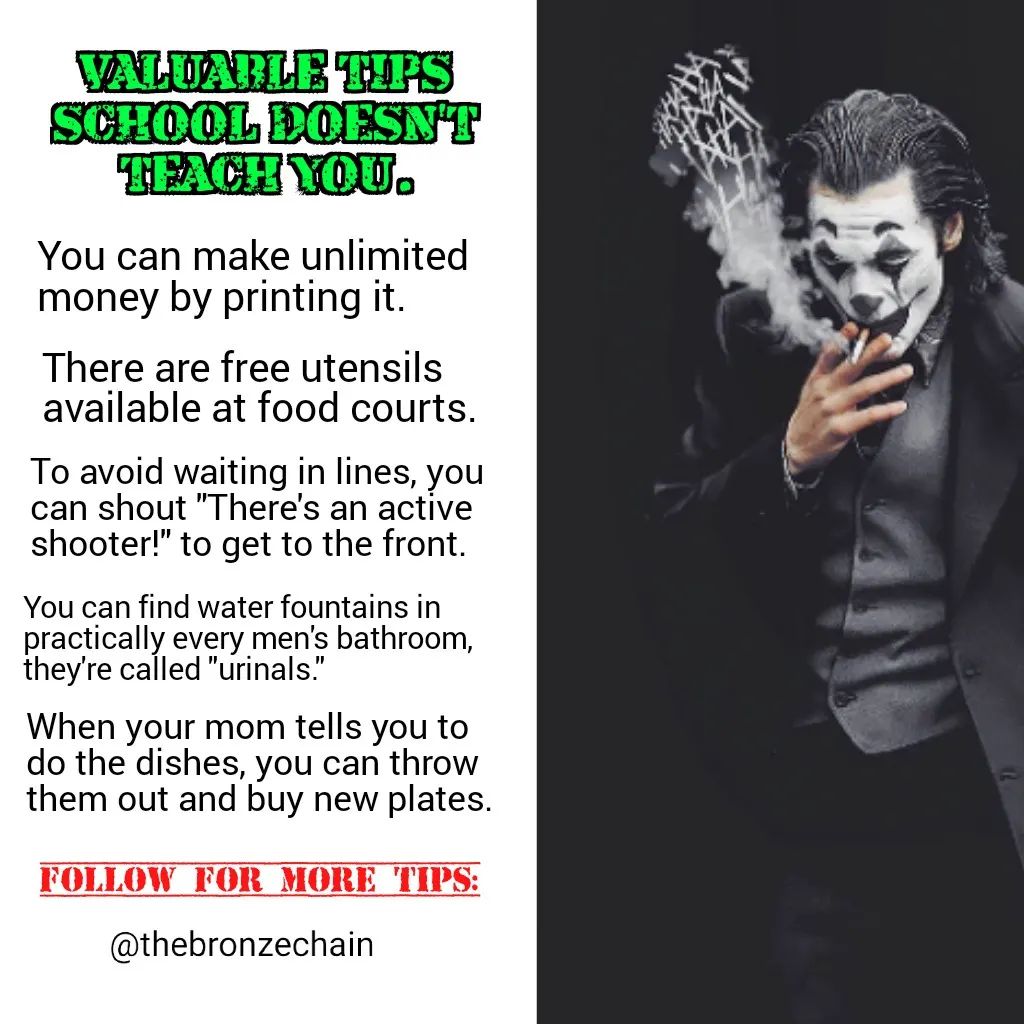 VALUABLE TIPS
SCHOOL DOESN'T
TEACH YOU.
You can make unlimited
money by printing it.
There are free utensils
available at food courts.
To avoid waiting in lines, you
can shout "There's an active
shooter!" to get to the front.
You can find water fountains in
practically every men's bathroom,
they're called "urinals."
When your mom tells you to
do the dishes, you can throw
them out and buy new plates.
FOLLOW FOR MORE TIPS:
@thebronzechain